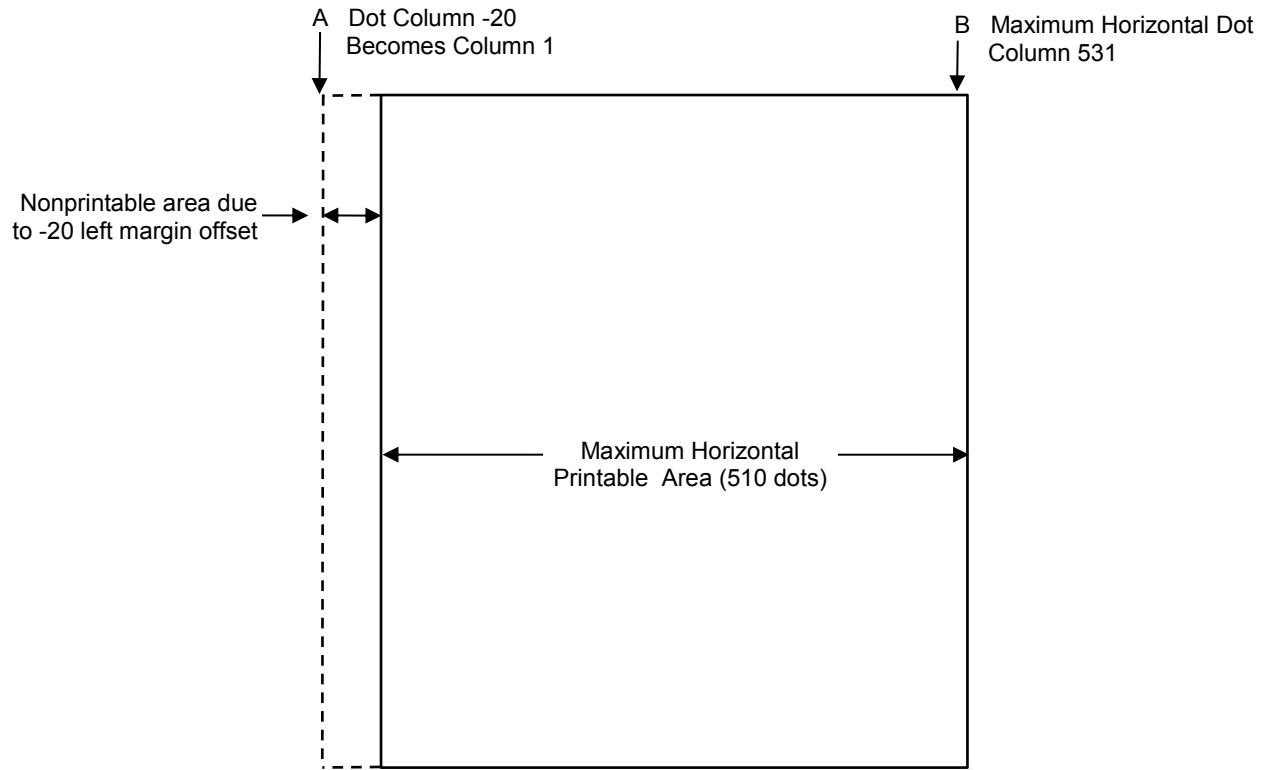 A Dot Column -20
Becomes Column 1
B Maximum Horizontal Dot
Column 531
Nonprintable area due
to -20 left margin offset
Maximum Horizontal
Printable Area (510 dots)